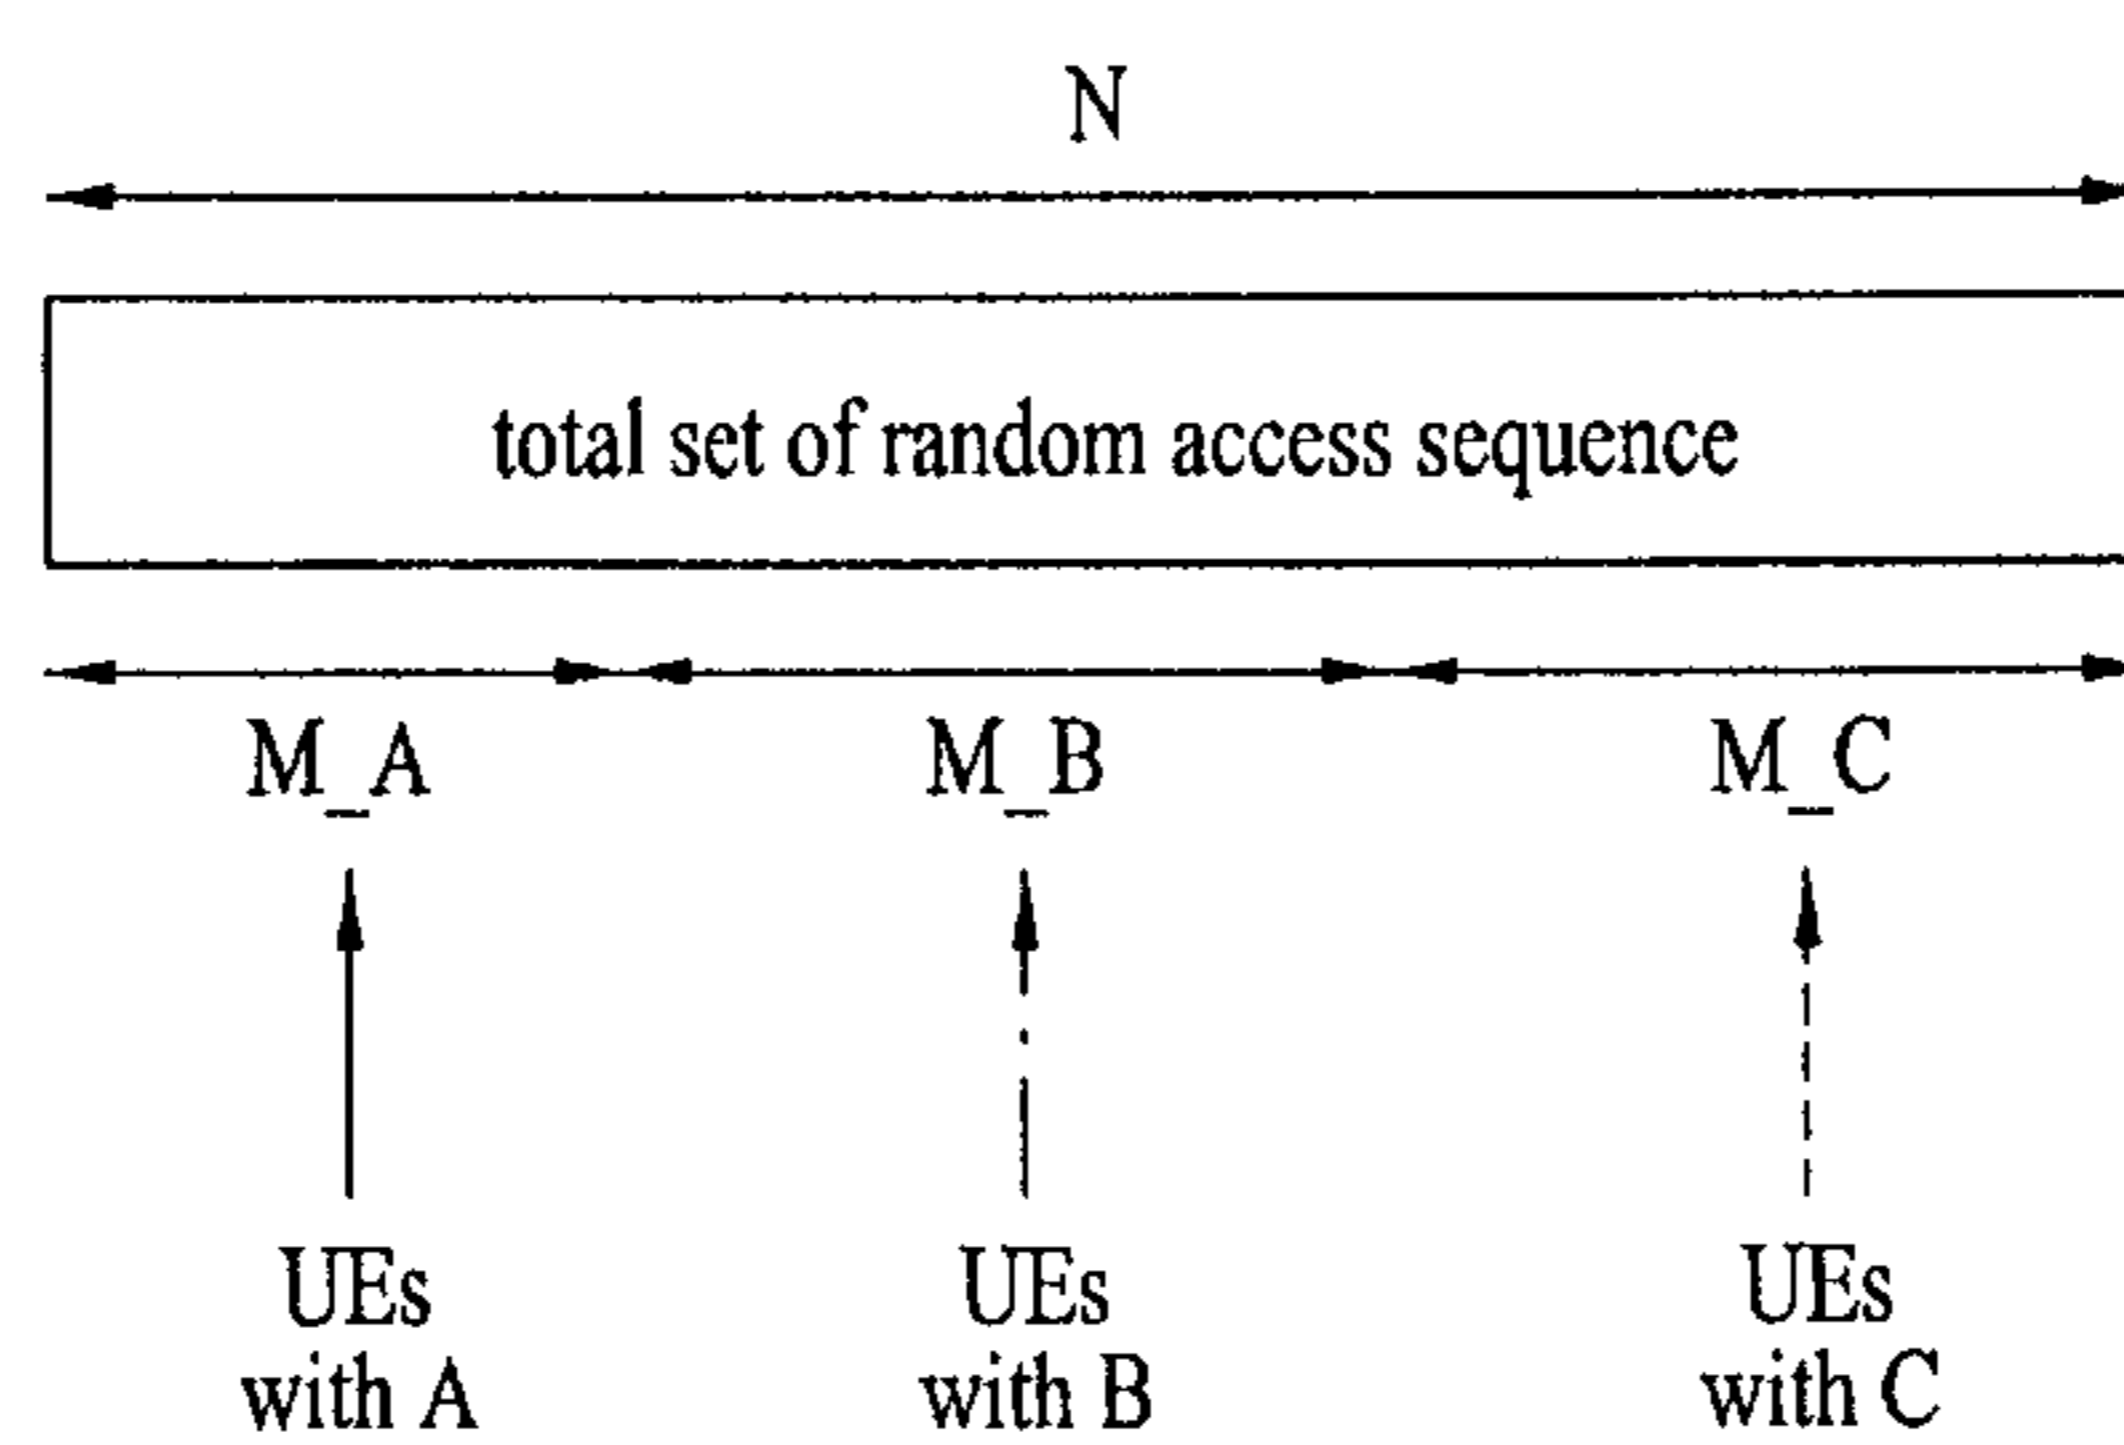 N
total set of random access sequence
M_A M_B M_C
UEs with A
UEs with B
UEs with C